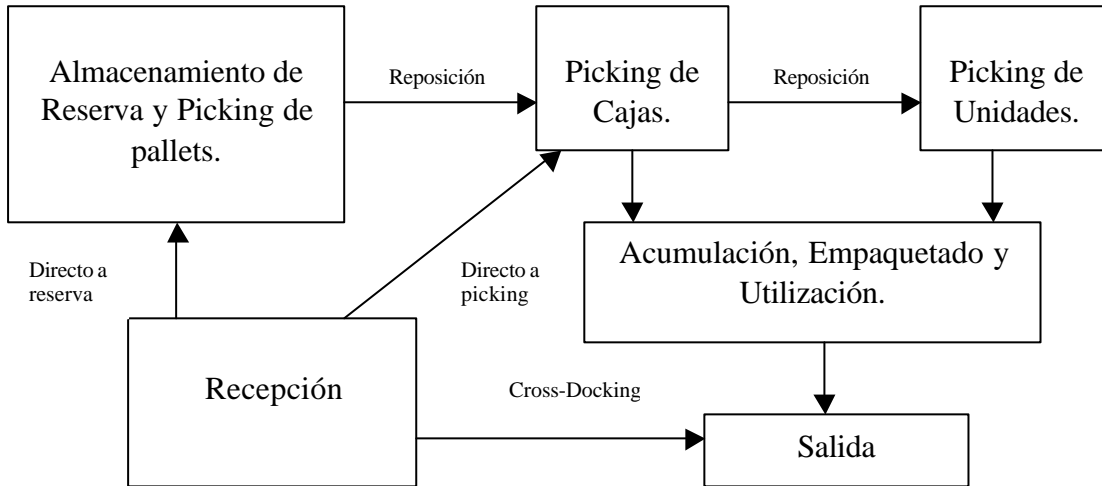 Almacenamiento de
Reserva y Picking de
pallets.
Reposición
Picking de
Cajas.
Reposición
Picking de
Unidades.
Directo a
reserva
Directo a
picking
Acumulación, Empaquetado y
Utilización.
Recepción
Cross-Docking
Salida